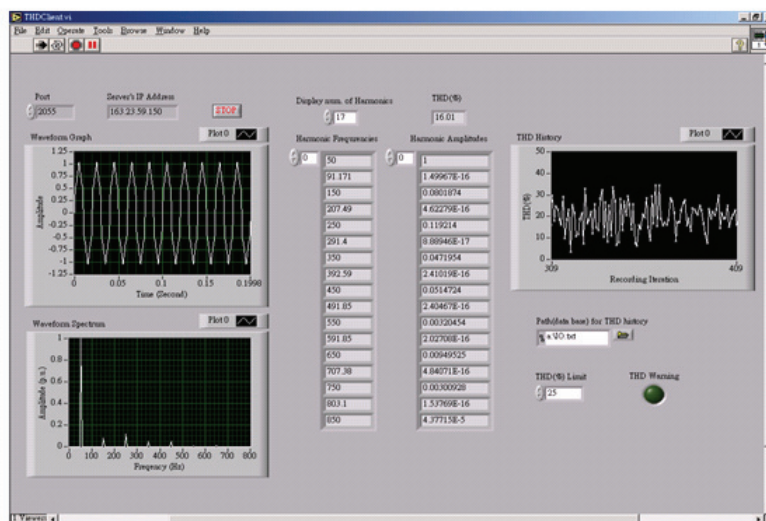 THDClient.vi
File Edit Operate Tools Browse Window Help
Port
2055
Server's IP Address
163.23.59.150
STOP
Waveform Graph
Plot 0
Amplitude
1.25
1
0.75
0.5
0.25
0
-0.25
-0.5
-0.75
-1
-1.25
0 0.05 0.1 0.15 0.1998
Time (Second)
Waveform Spectrum
Plot 0
Amplitude (p.u.)
1
0.8
0.6
0.4
0.2
0
0 100 200 300 400 500 600 700 800
Freqency (Hz)
Display num. of Harmonics
17
THD(%)
16.01
Harmonic Frequencies
0
50
91.171
150
207.49
250
291.4
350
392.59
450
491.85
550
591.85
650
707.38
750
803.1
850
Harmonic Amplitudes
0
1
1.49967E-16
0.0801874
4.62279E-16
0.119214
8.88946E-17
0.0471954
2.41019E-16
0.0514724
2.40467E-16
0.00320454
2.02708E-16
0.00949525
4.84071E-16
0.00300928
1.53769E-16
4.37715E-5
THD History
Plot 0
THD(%)
50
40
30
20
10
0
309 409
Recording Iteration
Path(data base) for THD history
THD(%) Limit
25
THD Warning